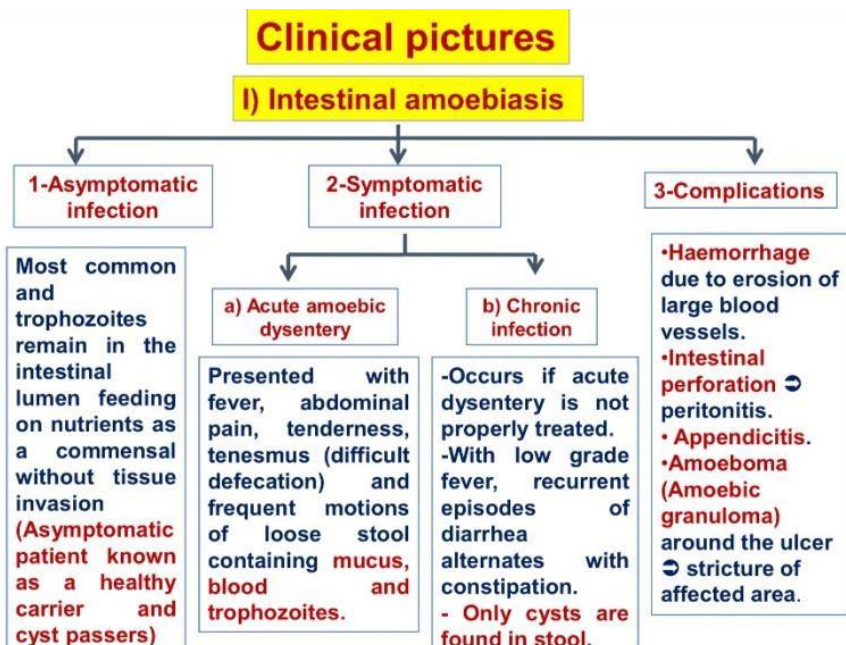 Clinical pictures
I) Intestinal amoebiasis
1-Asymptomatic
infection
Most common
and
trophozoites
remain in the
intestinal
lumen feeding
on nutrients as
a commensal
without tissue
invasion
(Asymptomatic
patient known
as a healthy
carrier and
cyst passers)
2-Symptomatic
infection
a) Acute amoebic
dysentery
Presented with
fever, abdominal
pain, tenderness,
tenesmus (difficult
defecation) and
frequent motions
of loose stool
containing mucus,
blood and
trophozoites.
b) Chronic
infection
-Occurs if acute
dysentery is not
properly treated.
-With low grade
fever, recurrent
episodes of
diarrhea
alternates with
constipation.
- Only cysts are
found in stool.
3-Complications
•Haemorrhage
due to erosion of
large blood
vessels.
•Intestinal
perforation ➲
peritonitis.
• Appendicitis.
•Amoeboma
(Amoebic
granuloma)
around the ulcer
➲ stricture of
affected area.